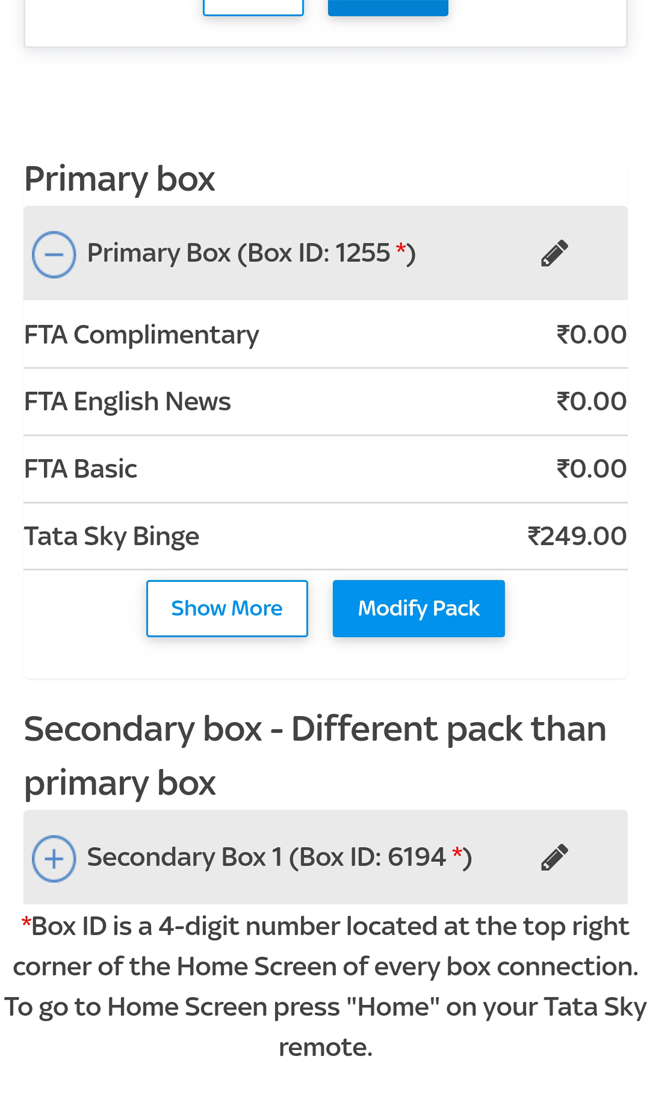 Primary box
Primary Box (Box ID: 1255 *)
FTA Complimentary ₹0.00
FTA English News ₹0.00
FTA Basic ₹0.00
Tata Sky Binge ₹249.00
Show More Modify Pack
Secondary box - Different pack than
primary box
Secondary Box 1 (Box ID: 6194 *)
*Box ID is a 4-digit number located at the top right
corner of the Home Screen of every box connection.
To go to Home Screen press "Home" on your Tata Sky
remote.